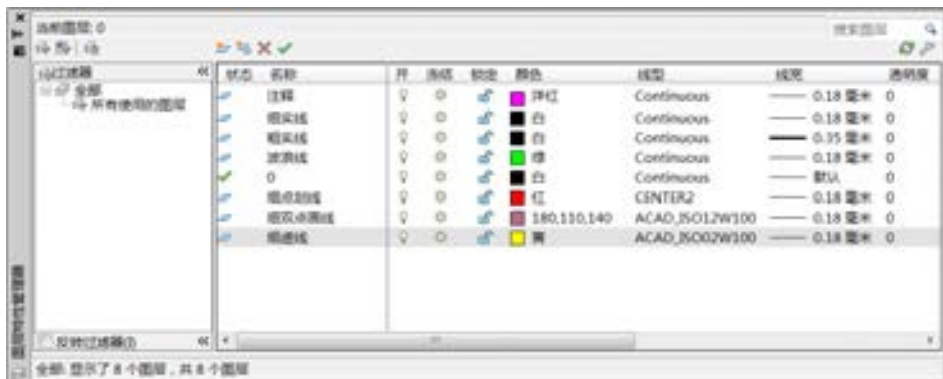 当前图层: 0
搜索图层
过滤器
全部
所有使用的图层
状态 名称 开 冻结 锁定 颜色 线型 线宽 透明度
注释 洋红 Continuous 0.18 毫米 0
细实线 白 Continuous 0.18 毫米 0
粗实线 白 Continuous 0.35 毫米 0
波浪线 绿 Continuous 0.18 毫米 0
0 白 Continuous 默认 0
细点划线 红 CENTER2 0.18 毫米 0
细双点画线 180,110,140 ACAD_ISO12W100 0.18 毫米 0
细虚线 黄 ACAD_ISO02W100 0.18 毫米 0
反转过滤器(I)
图层特性管理器
全部: 显示了 8 个图层，共 8 个图层